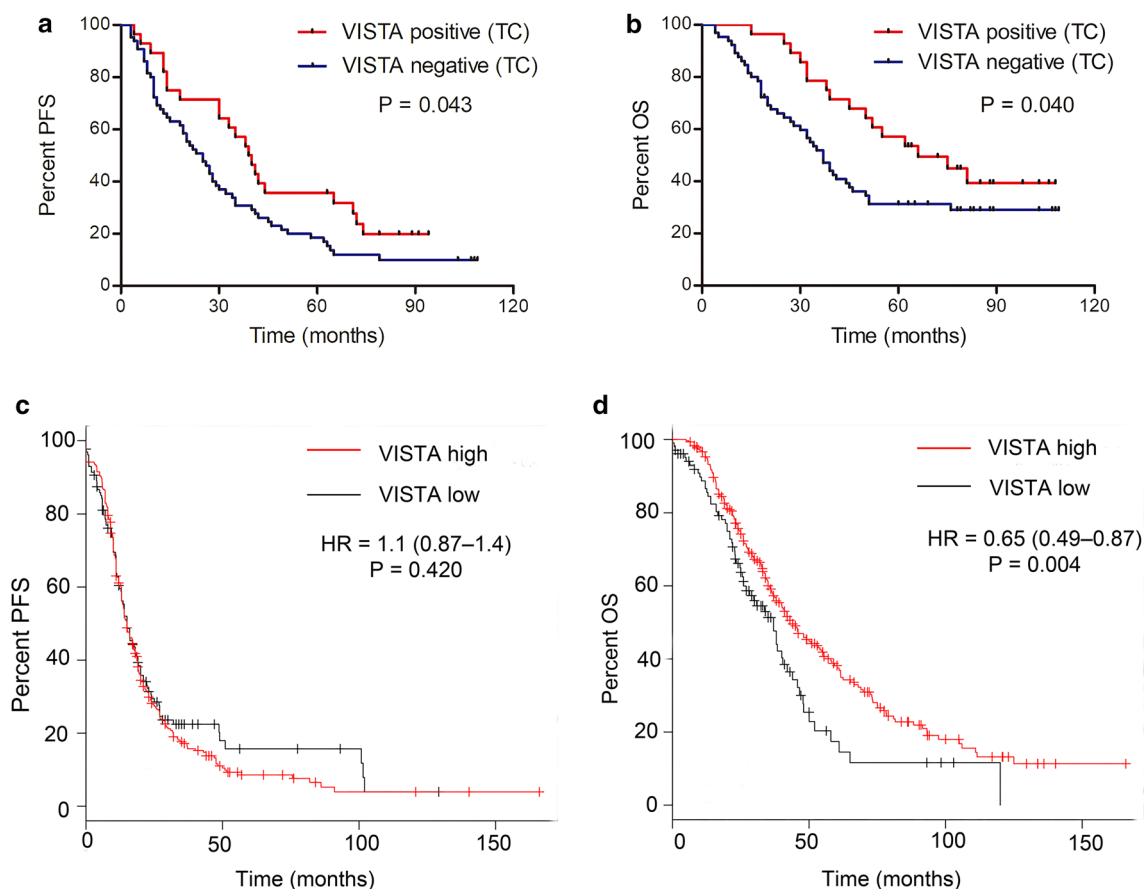 a
VISTA positive (TC)
VISTA negative (TC)
P = 0.043
Percent PFS
100
80
60
40
20
0
0 30 60 90 120
Time (months)
b
VISTA positive (TC)
VISTA negative (TC)
P = 0.040
Percent OS
100
80
60
40
20
0
0 30 60 90 120
Time (months)
c
VISTA high
VISTA low
HR = 1.1 (0.87–1.4)
P = 0.420
Percent PFS
100
80
60
40
20
0
0 50 100 150
Time (months)
d
VISTA high
VISTA low
HR = 0.65 (0.49–0.87)
P = 0.004
Percent OS
100
80
60
40
20
0
0 50 100 150
Time (months)